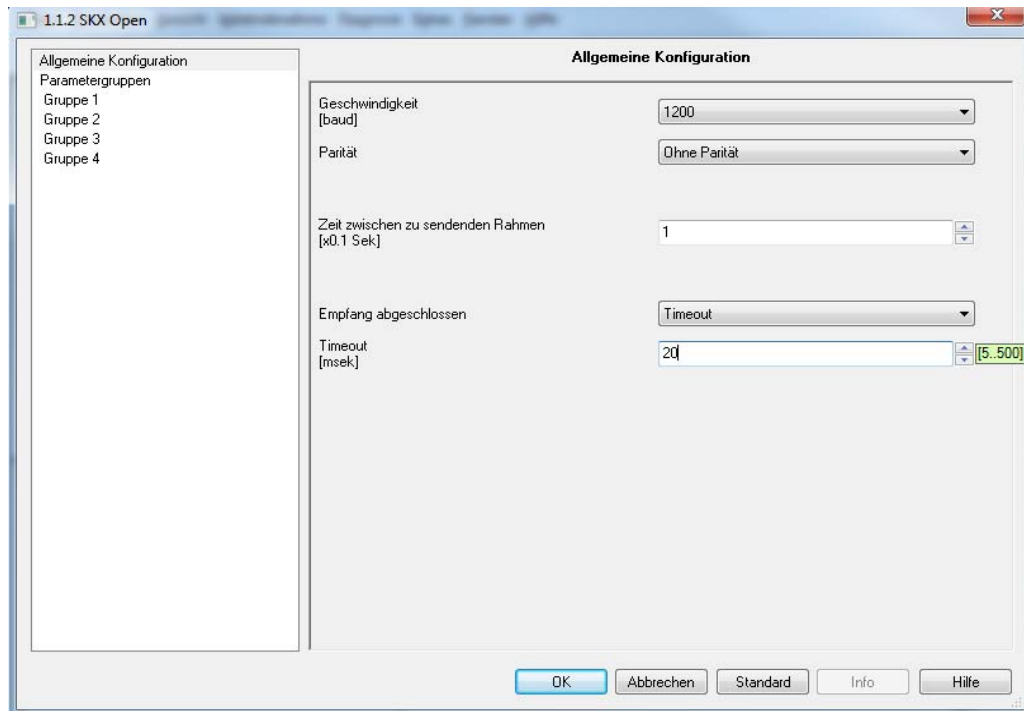 1.1.2 SKX Open
Allgemeine Konfiguration
Parametergruppen
Gruppe 1
Gruppe 2
Gruppe 3
Gruppe 4
Allgemeine Konfiguration
Geschwindigkeit
[baud]
1200
Parität
Ohne Parität
Zeit zwischen zu sendenden Rahmen
[x0.1 Sek]
1
Empfang abgeschlossen
Timeout
Timeout
[msek]
20
[5..500]
OK
Abbrechen
Standard
Info
Hilfe